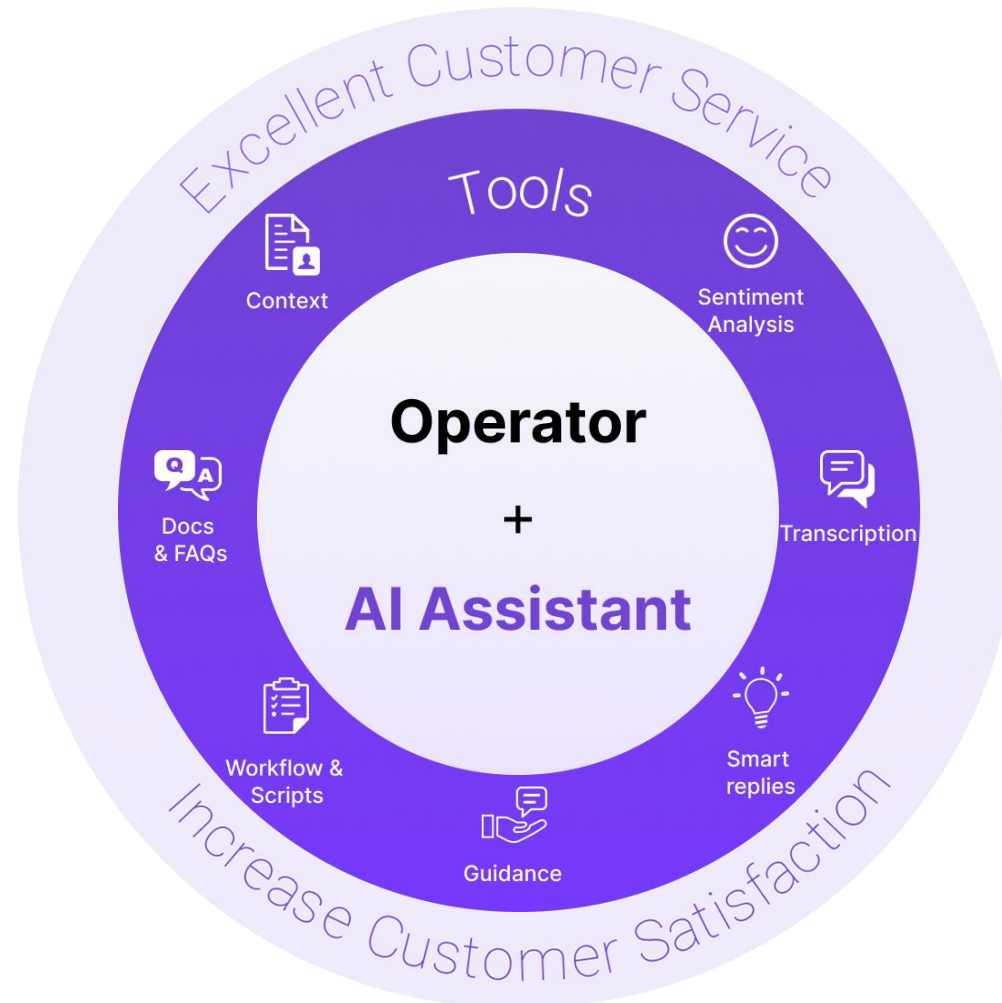 Excellent Customer Service
Tools
Context
Sentiment
Analysis
Operator
+
AI Assistant
Q A
Docs
& FAQs
Transcription
Workflow &
Scripts
Smart
replies
Guidance
Increase Customer Satisfaction